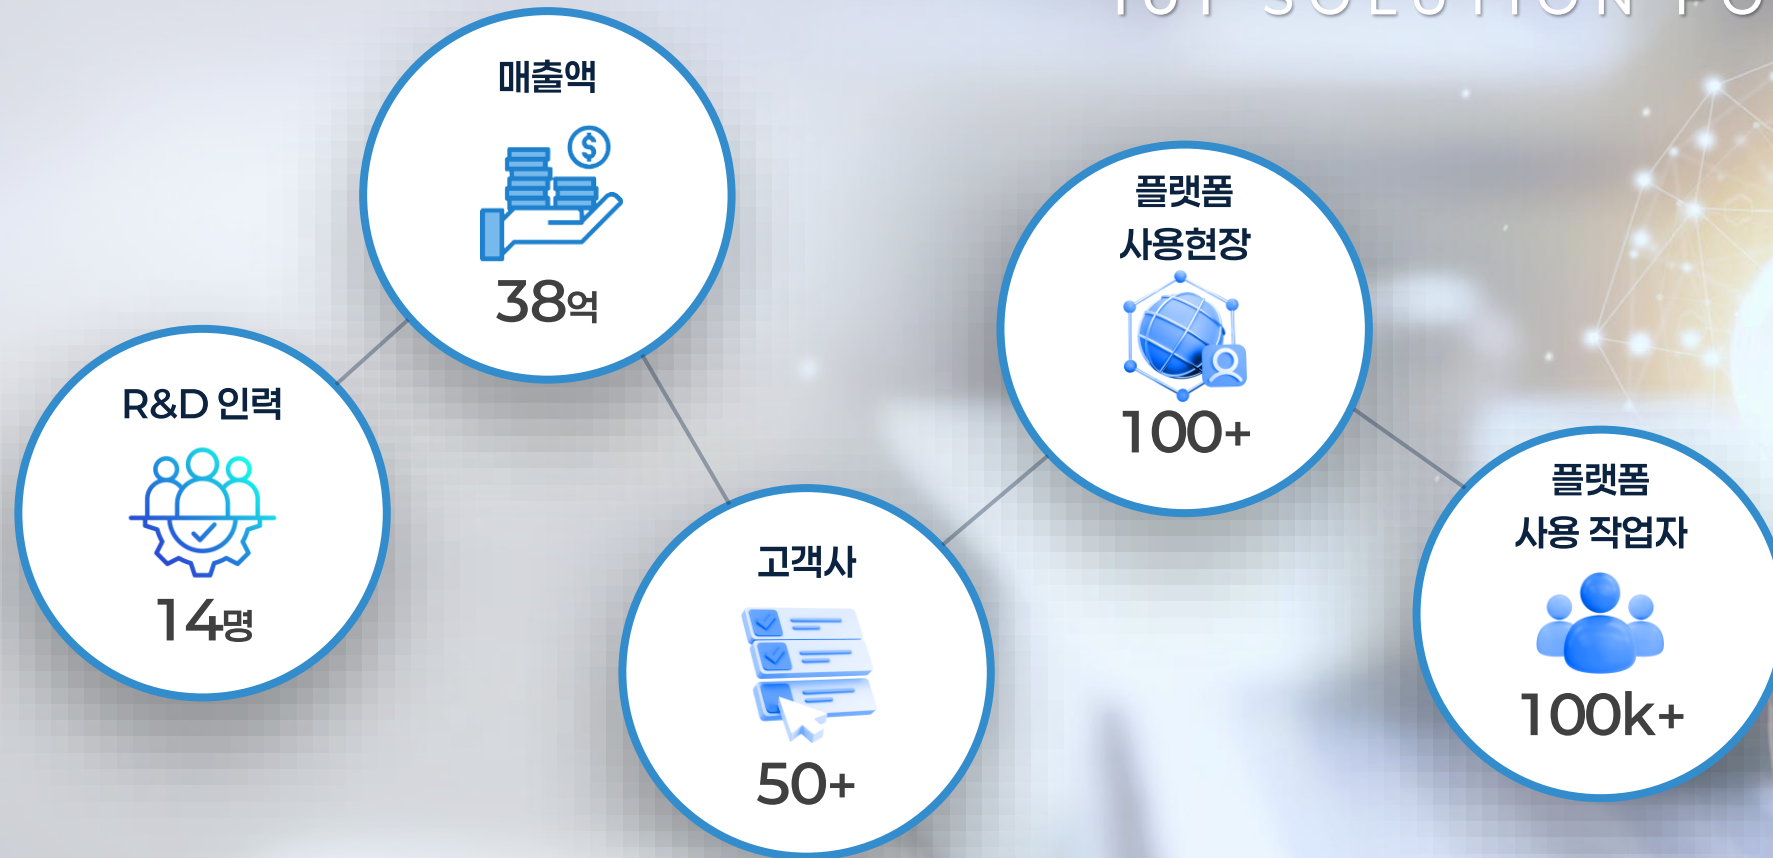 SOLUTION
매출액
38억
플랫폼
사용현장
100+
R&D 인력
14명
플랫폼
사용 작업자
100k+
고객사
50+